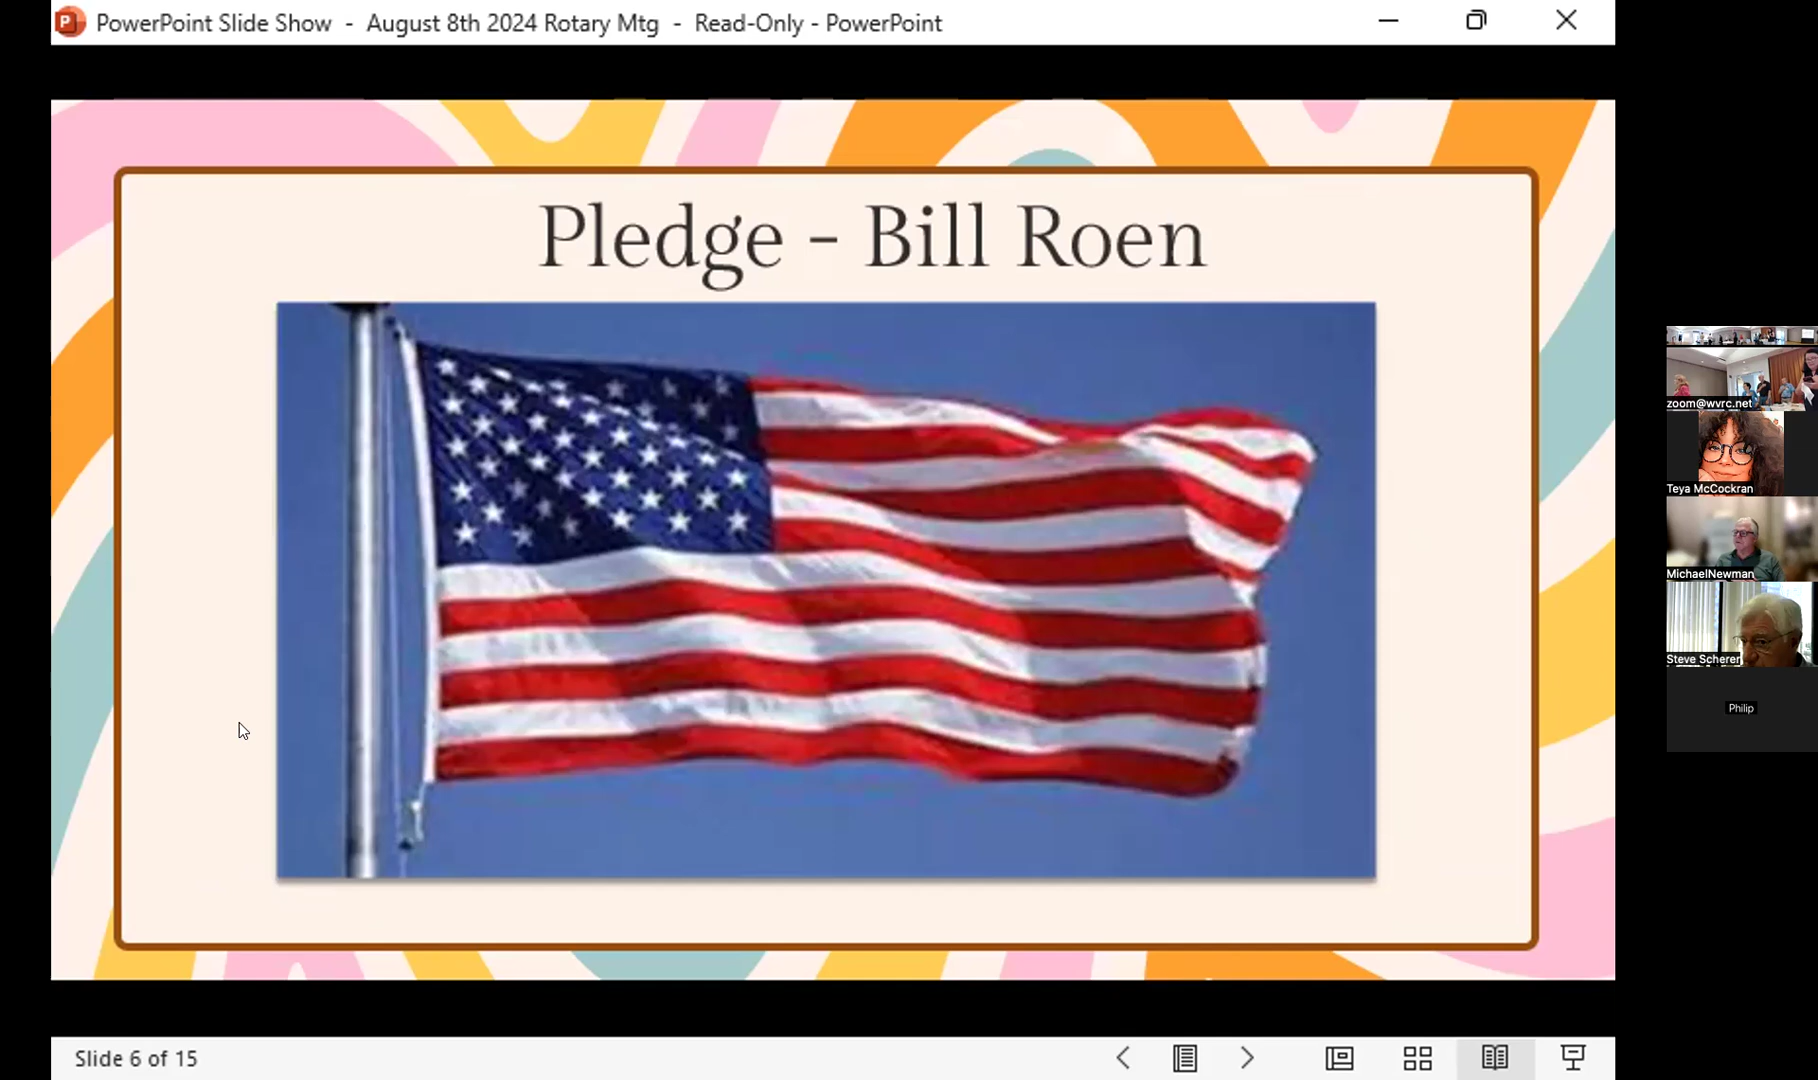 PowerPoint Slide Show - August 8th 2024 Rotary Mtg - Read-Only - PowerPoint
Pledge - Bill Roen
zoom@wvrc.net
Teya McCockran
MichaelNewman
Steve Scherer
Philip
Slide 6 of 15